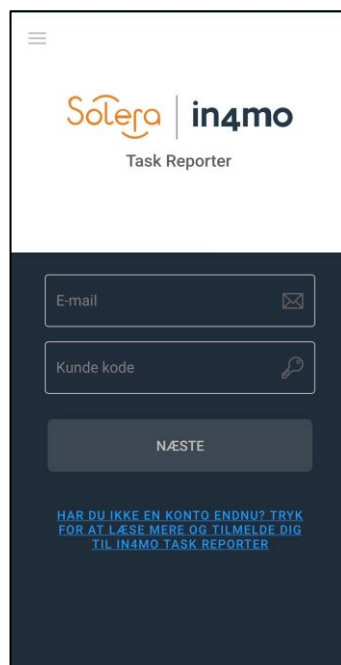 Solera | in4mo
Task Reporter
E-mail
Kunde kode
NÆSTE
HAR DU IKKE EN KONTO ENDNU? TRYK
FOR AT LÆSE MERE OG TILMELDE DIG
TIL IN4MO TASK REPORTER